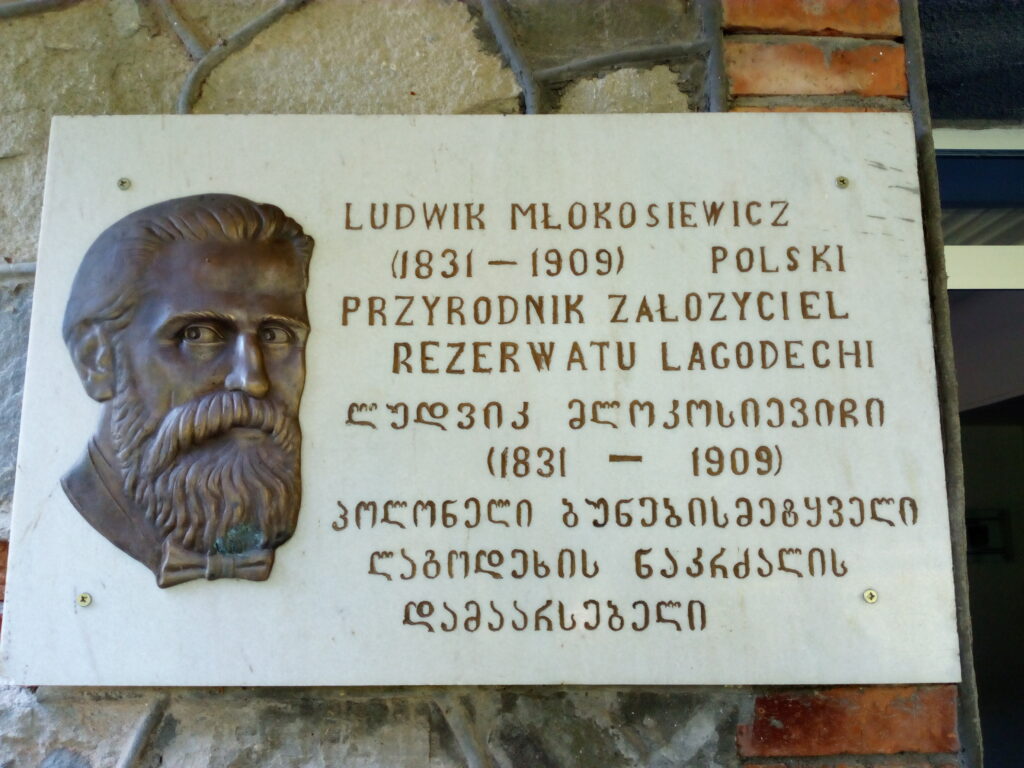 LUDWIK MŁOKOSIEWICZ
(1831 — 1909) POLSKI
PRZYRODNIK ZAŁOZYCIEL
REZERWATU LAGODECHI
ლუდვიკ მლოკოსიევიჩი
(1831 — 1909)
პოლონელი ბუნებისმეტყველი
ლაგოდეხის ნაკრძალის
დამაარსებელი